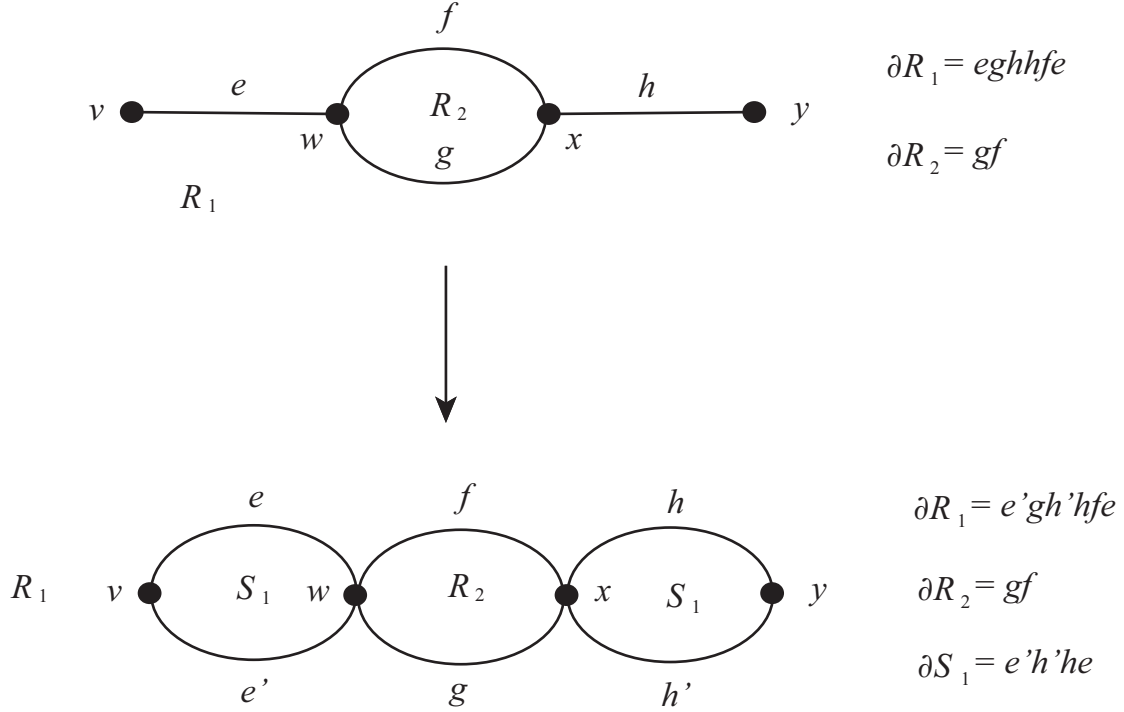 f
∂R₁ = eghhfe
e
h
v
R₂
y
w
g
x
∂R₂ = gf
R₁
e
f
h
∂R₁ = e’gh’hfe
R₁
v
S₁
w
R₂
x
S₁
y
∂R₂ = gf
e’
g
h’
∂S₁ = e’h’he